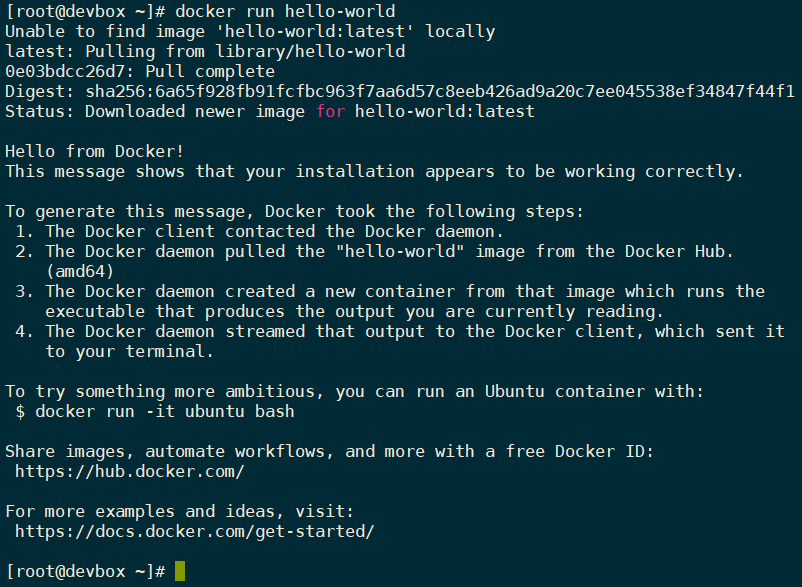 [root@devbox ~]# docker run hello-world
Unable to find image 'hello-world:latest' locally
latest: Pulling from library/hello-world
0e03bdcc26d7: Pull complete
Digest: sha256:6a65f928fb91fcfbc963f7aa6d57c8eeb426ad9a20c7ee045538ef34847f44f1
Status: Downloaded newer image for hello-world:latest

Hello from Docker!
This message shows that your installation appears to be working correctly.

To generate this message, Docker took the following steps:
 1. The Docker client contacted the Docker daemon.
 2. The Docker daemon pulled the "hello-world" image from the Docker Hub.
    (amd64)
 3. The Docker daemon created a new container from that image which runs the
    executable that produces the output you are currently reading.
 4. The Docker daemon streamed that output to the Docker client, which sent it
    to your terminal.

To try something more ambitious, you can run an Ubuntu container with:
 $ docker run -it ubuntu bash

Share images, automate workflows, and more with a free Docker ID:
 https://hub.docker.com/

For more examples and ideas, visit:
 https://docs.docker.com/get-started/

[root@devbox ~]#